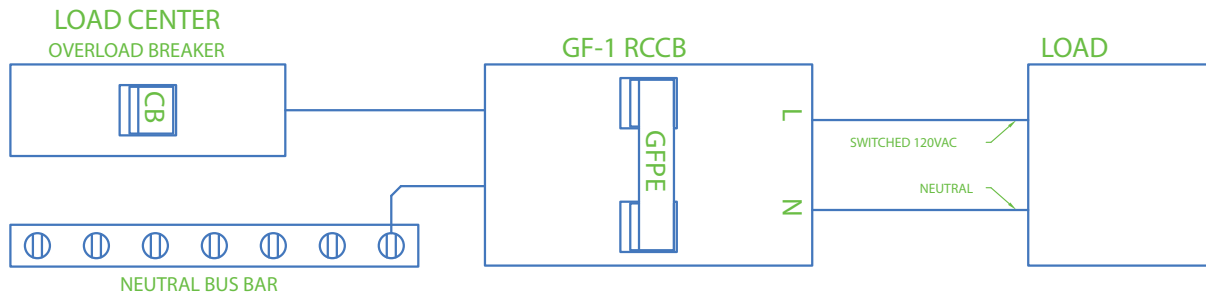 LOAD CENTER
OVERLOAD BREAKER
CB
NEUTRAL BUS BAR
GF-1 RCCB
GFPE
L
N
SWITCHED 120VAC
NEUTRAL
LOAD